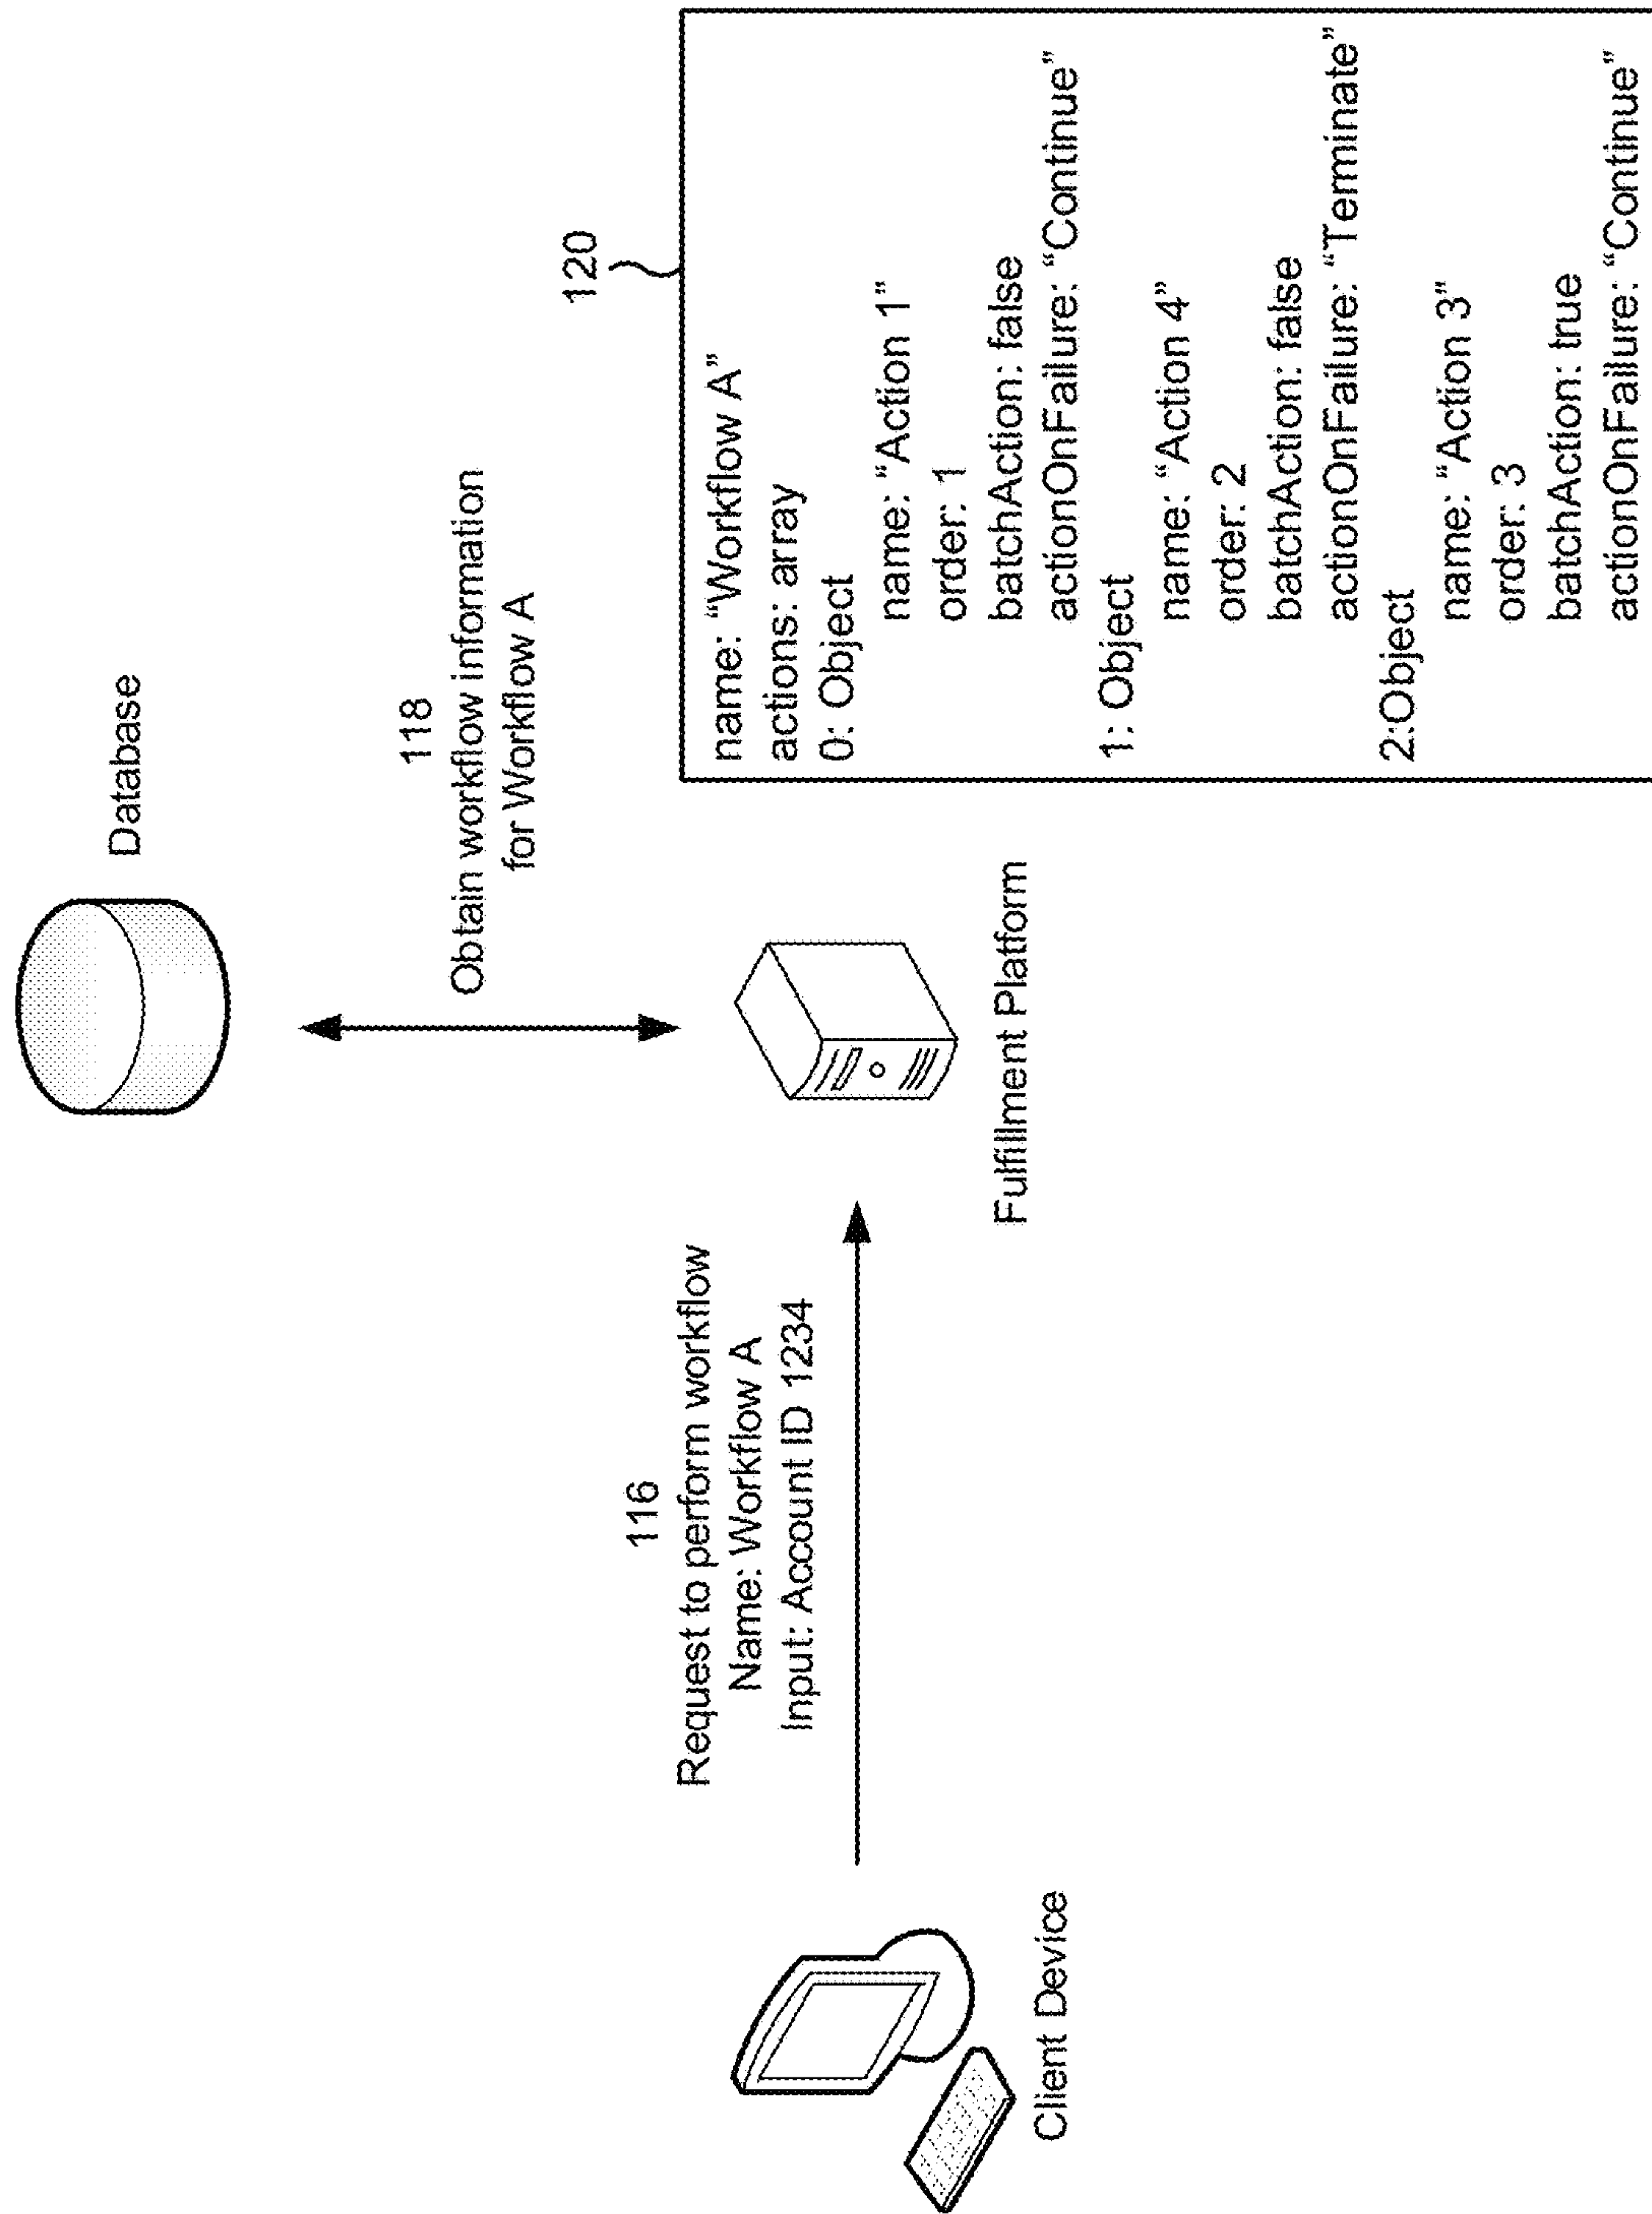 Database
118
Obtain workflow information
for Workflow A
116
Request to perform workflow
Name: Workflow A
Input: Account ID 1234
Client Device
Fulfillment Platform
120
name: “Workflow A”
actions: array
0: Object
name: “Action 1”
order: 1
batchAction: false
actionOnFailure: “Continue”
1: Object
name: “Action 4”
order: 2
batchAction: false
actionOnFailure: “Terminate”
2:Object
name: “Action 3”
order: 3
batchAction: true
actionOnFailure: “Continue”